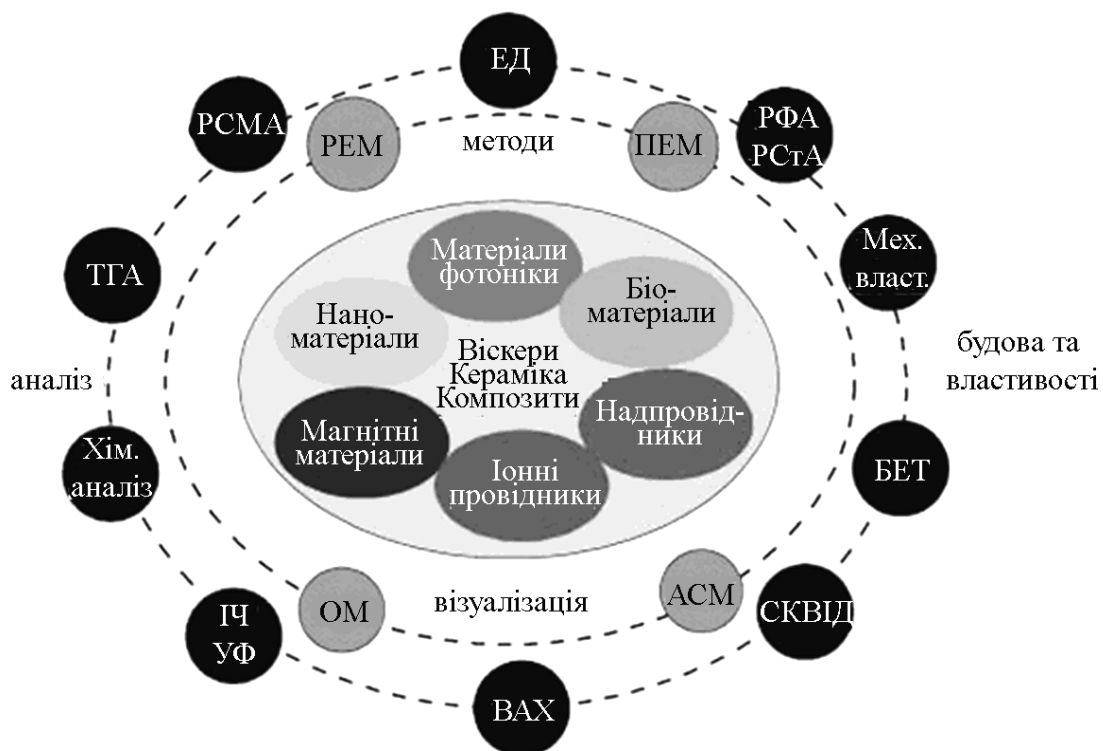 ЕД
РСМА
РФА
РСтА
РЕМ
методи
ПЕМ
Мех.
власт.
ТГА
Матеріали
фотоніки
Біо-
матеріали
Нано-
матеріали
Віскери
Кераміка
Композити
аналіз
будова та
властивості
Надпровід-
ники
Магнітні
матеріали
Іонні
провідники
Хім.
аналіз
БЕТ
ОМ
візуалізація
АСМ
СКВІД
ІЧ
УФ
ВАХ